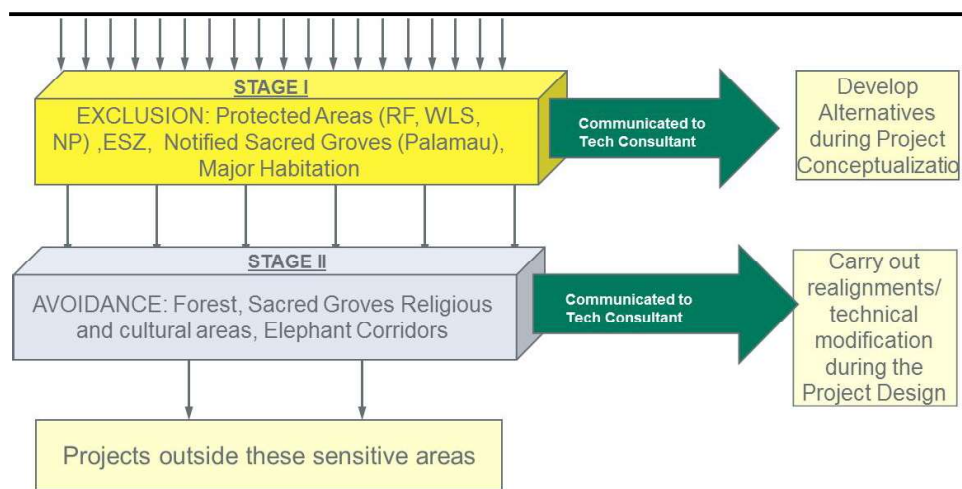 STAGE I
EXCLUSION: Protected Areas (RF, WLS,
NP) ,ESZ, Notified Sacred Groves (Palamau),
Major Habitation
Communicated to
Tech Consultant
Develop
Alternatives
during Project
Conceptualizatio
STAGE II
AVOIDANCE: Forest, Sacred Groves Religious
and cultural areas, Elephant Corridors
Communicated to
Tech Consultant
Carry out
realignments/
technical
modification
during the
Project Design
Projects outside these sensitive areas